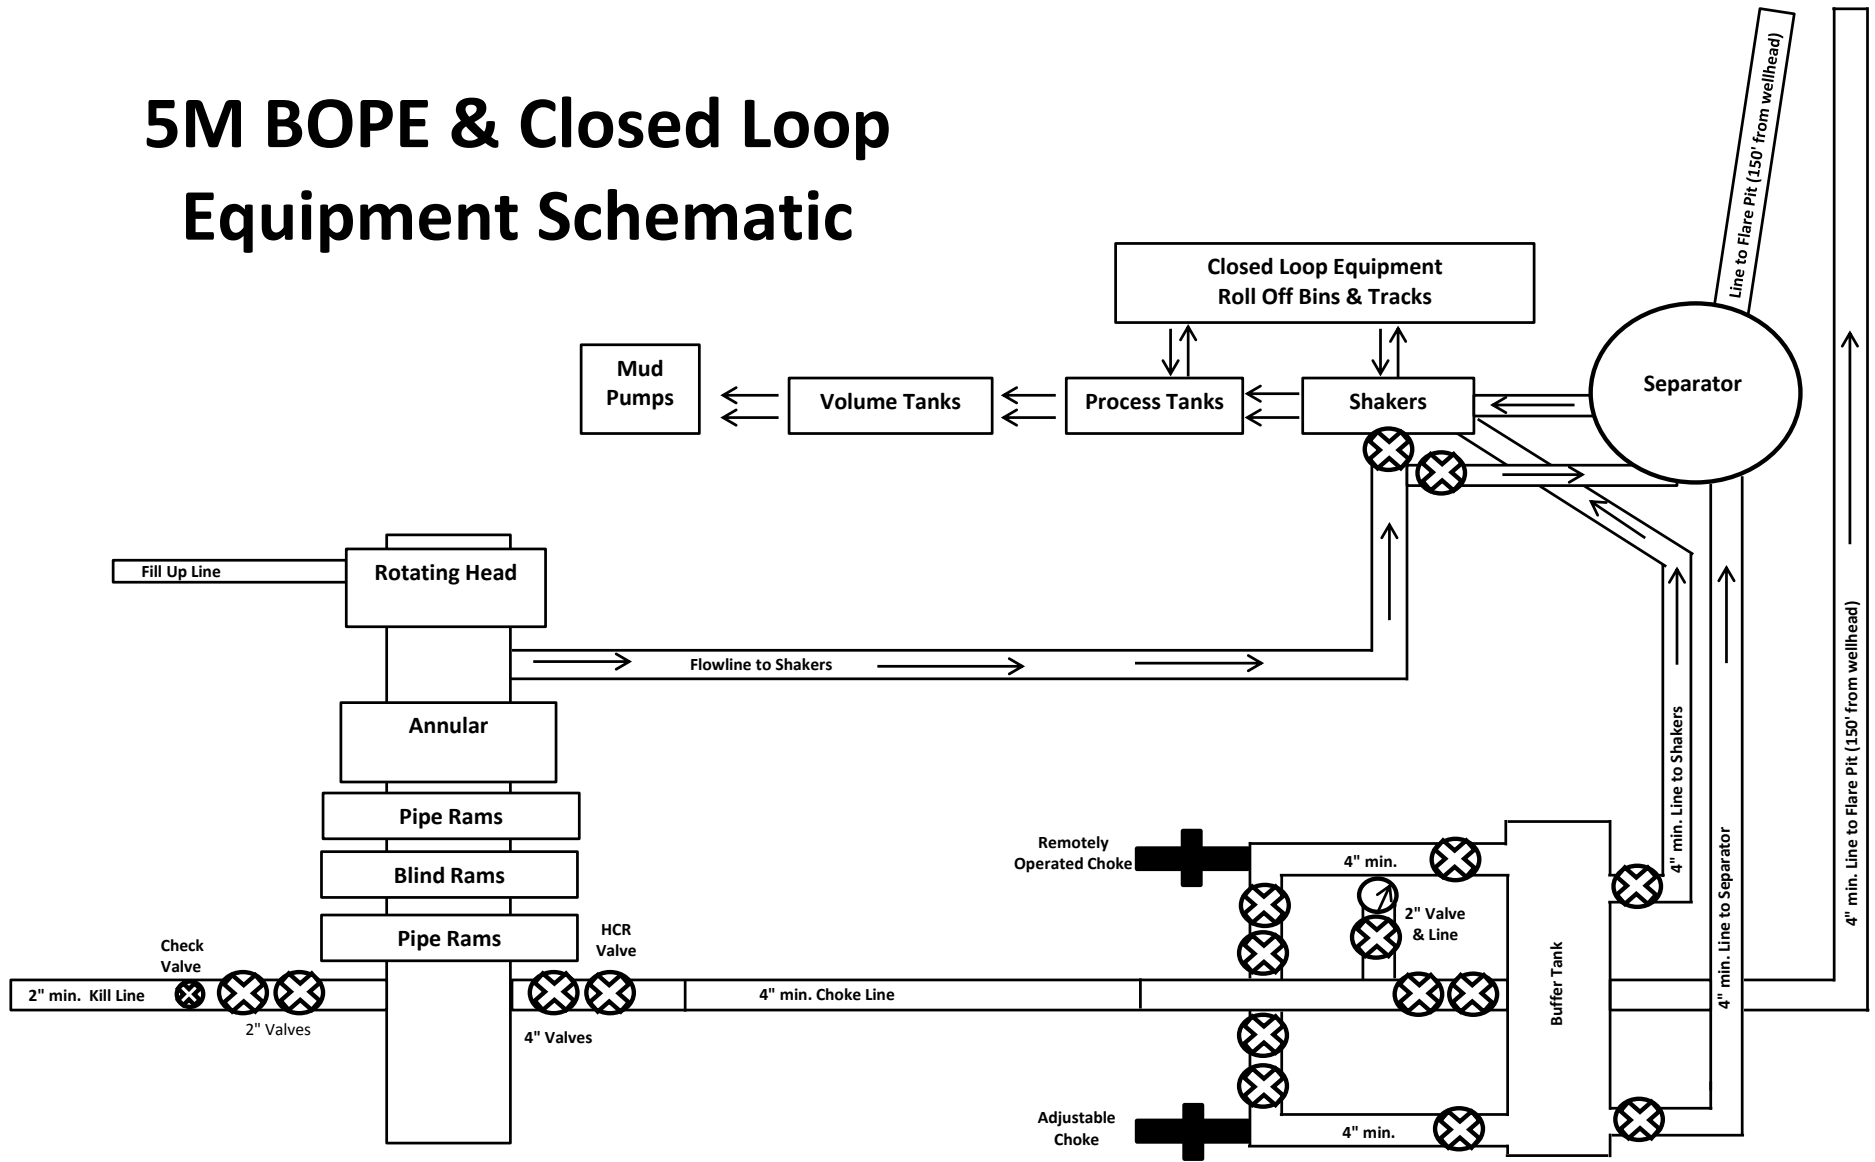 5M BOPE & Closed Loop
Equipment Schematic
Line to Flare Pit (150' from wellhead)
Closed Loop Equipment
Roll Off Bins & Tracks
Mud
Pumps
Volume Tanks
Process Tanks
Shakers
Separator
Fill Up Line
Rotating Head
Flowline to Shakers
Annular
Pipe Rams
Blind Rams
Pipe Rams
Check
Valve
HCR
Valve
2" min.  Kill Line
2" Valves
4" Valves
4" min. Choke Line
Remotely
Operated Choke
4" min.
2" Valve
& Line
Adjustable
Choke
4" min.
Buffer Tank
4" min. Line to Shakers
4" min. Line to Separator
4" min. Line to Flare Pit (150' from wellhead)